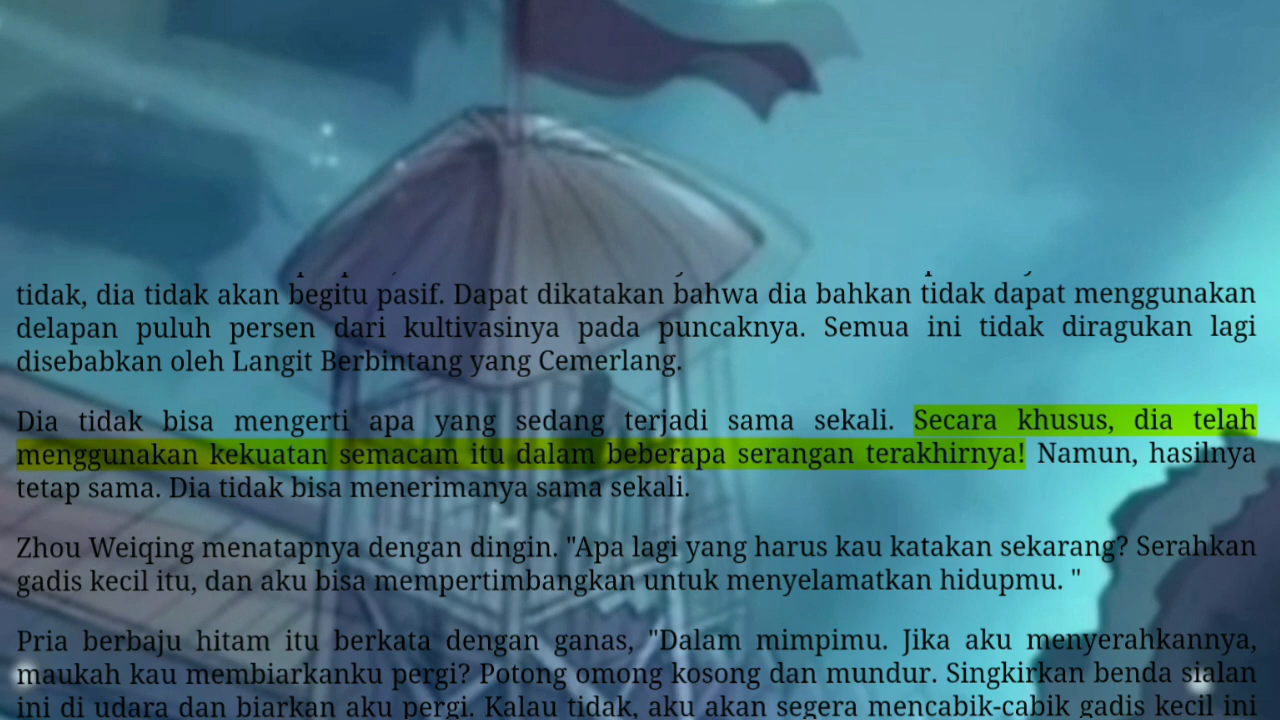 tidak, dia tidak akan begitu pasif. Dapat dikatakan bahwa dia bahkan tidak dapat menggunakan
delapan puluh persen dari kultivasinya pada puncaknya. Semua ini tidak diragukan lagi
disebabkan oleh Langit Berbintang yang Cemerlang.
Dia tidak bisa mengerti apa yang sedang terjadi sama sekali. Secara khusus, dia telah
menggunakan kekuatan semacam itu dalam beberapa serangan terakhirnya! Namun, hasilnya
tetap sama. Dia tidak bisa menerimanya sama sekali.
Zhou Weiqing menatapnya dengan dingin. "Apa lagi yang harus kau katakan sekarang? Serahkan
gadis kecil itu, dan aku bisa mempertimbangkan untuk menyelamatkan hidupmu. "
Pria berbaju hitam itu berkata dengan ganas, "Dalam mimpimu. Jika aku menyerahkannya,
maukah kau membiarkanku pergi? Potong omong kosong dan mundur. Singkirkan benda sialan
ini di udara dan biarkan aku pergi. Kalau tidak, aku akan segera mencabik-cabik gadis kecil ini